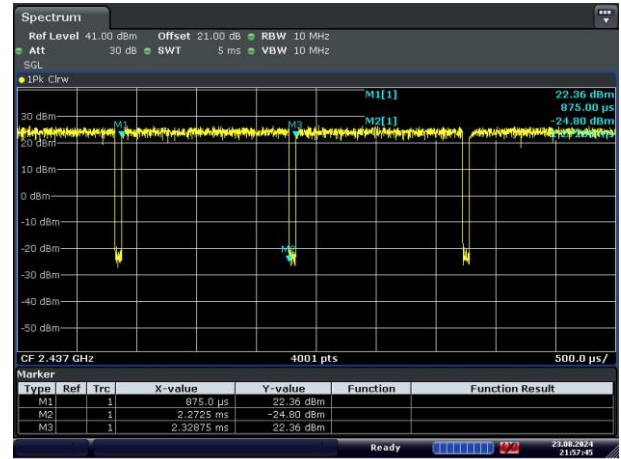 Spectrum
Ref Level 41.00 dBm Offset 21.00 dB RBW 10 MHz
Att 30 dB SWT 5 ms VBW 10 MHz
SGL
1Pk Clrw
M1[1] 22.36 dBm
875.00 µs
30 dBm
M1 M3 M2[1] -24.80 dBm
20 dBm
10 dBm
0 dBm
-10 dBm
-20 dBm
M2
-30 dBm
-40 dBm
-50 dBm
CF 2.437 GHz 4001 pts 500.0 µs/
Marker
Type Ref Trc X-value Y-value Function Function Result
M1 1 875.0 µs 22.36 dBm
M2 1 2.2725 ms -24.80 dBm
M3 1 2.32875 ms 22.36 dBm
Ready 23.08.2024
21:57:45